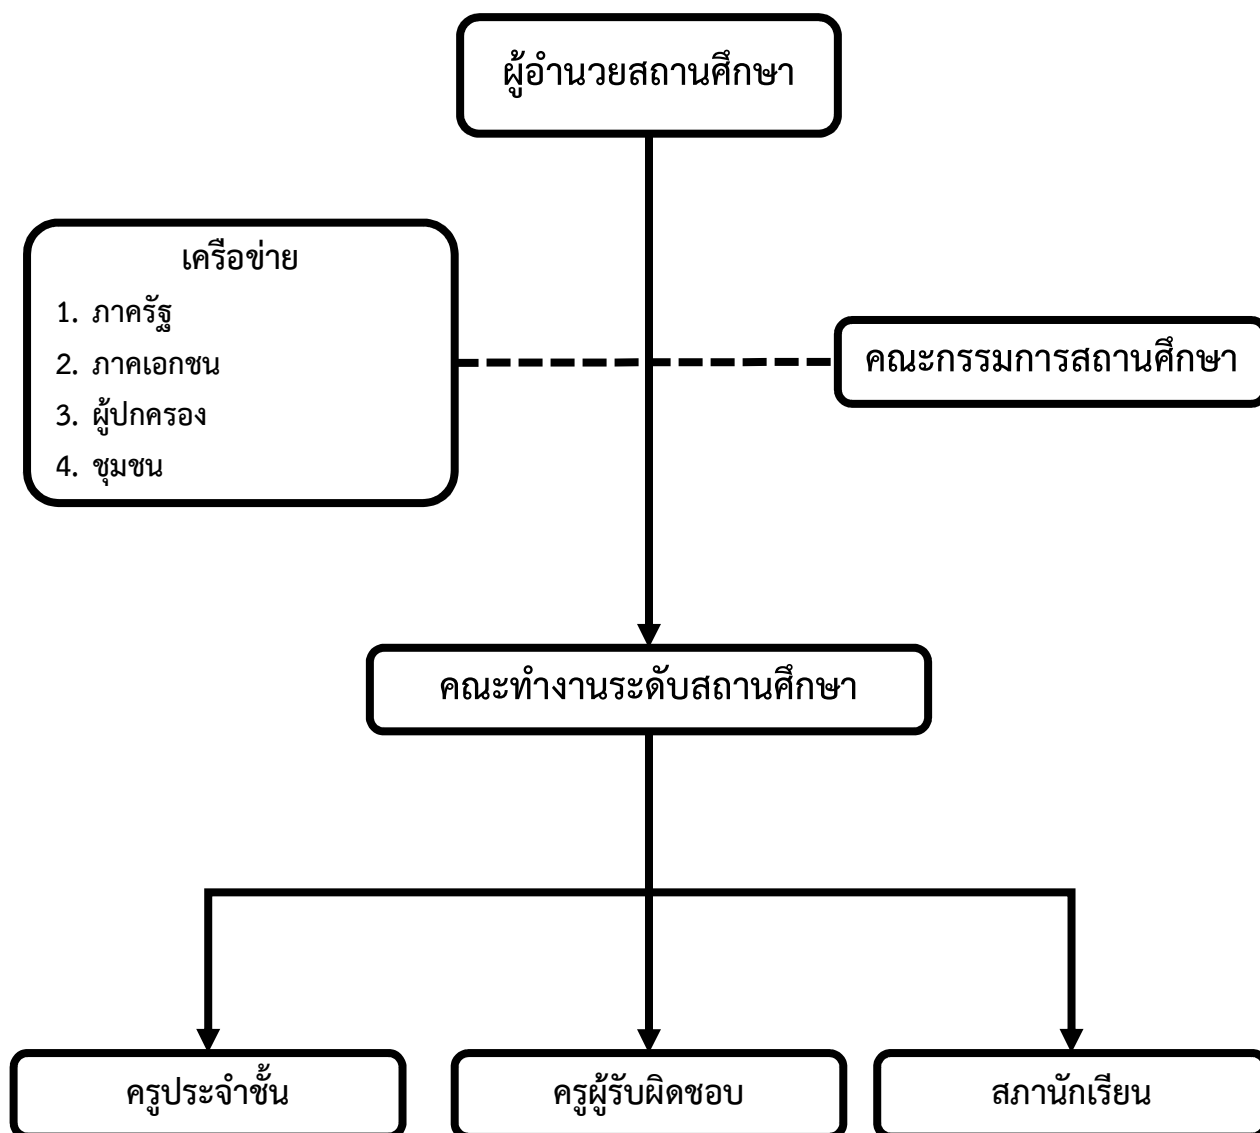 ผู้อำนวยสถานศึกษา
เครือข่าย
1. ภาครัฐ
2. ภาคเอกชน
3. ผู้ปกครอง
4. ชุมชน
คณะกรรมการสถานศึกษา
คณะทำงานระดับสถานศึกษา
ครูประจำชั้น
ครูผู้รับผิดชอบ
สภานักเรียน